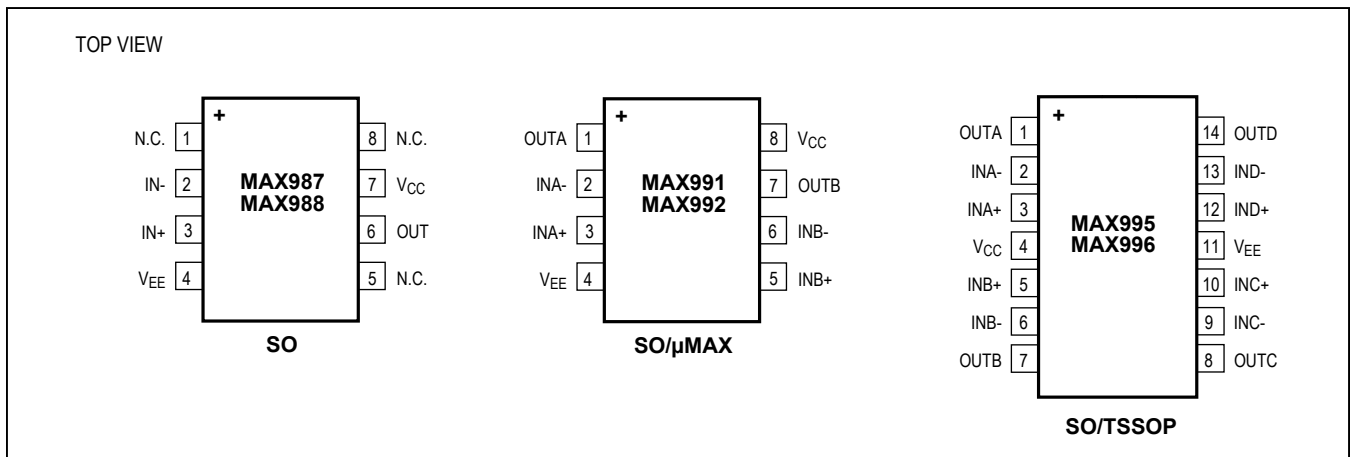 TOP VIEW
+
N.C. 1
8 N.C.
IN- 2
7 VCC
IN+ 3
6 OUT
VEE 4
5 N.C.
MAX987
MAX988
SO
+
OUTA 1
8 VCC
INA- 2
7 OUTB
INA+ 3
6 INB-
VEE 4
5 INB+
MAX991
MAX992
SO/µMAX
+
OUTA 1
14 OUTD
INA- 2
13 IND-
INA+ 3
12 IND+
VCC 4
11 VEE
INB+ 5
10 INC+
INB- 6
9 INC-
OUTB 7
8 OUTC
MAX995
MAX996
SO/TSSOP